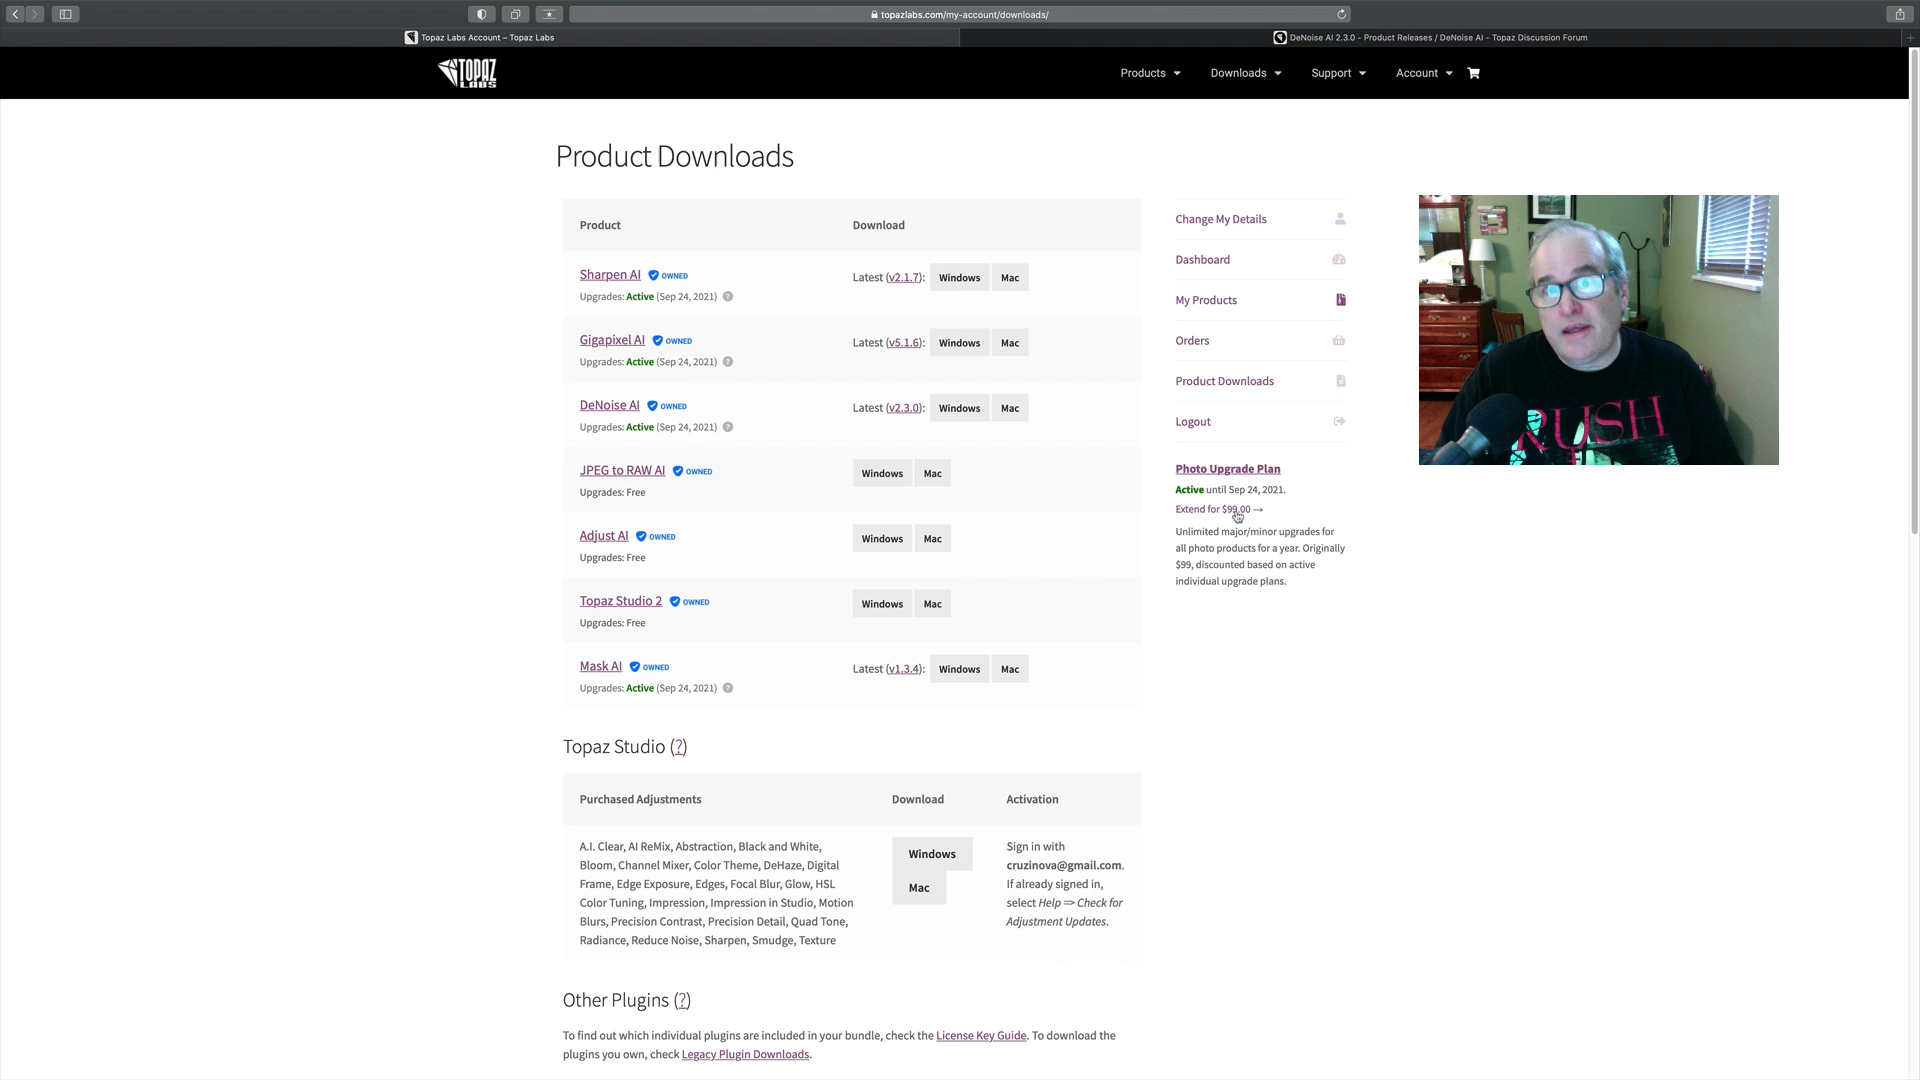 topazlabs.com/my-account/downloads/
Topaz Labs Account – Topaz Labs
DeNoise AI 2.3.0 - Product Releases / DeNoise AI - Topaz Discussion Forum
TOPAZ
LABS
Products
Downloads
Support
Account
Product Downloads
Product
Download
Sharpen AI OWNED
Upgrades: Active (Sep 24, 2021) ?
Latest (v2.1.7): Windows Mac
Gigapixel AI OWNED
Upgrades: Active (Sep 24, 2021) ?
Latest (v5.1.6): Windows Mac
DeNoise AI OWNED
Upgrades: Active (Sep 24, 2021) ?
Latest (v2.3.0): Windows Mac
JPEG to RAW AI OWNED
Upgrades: Free
Windows Mac
Adjust AI OWNED
Upgrades: Free
Windows Mac
Topaz Studio 2 OWNED
Upgrades: Free
Windows Mac
Mask AI OWNED
Upgrades: Active (Sep 24, 2021) ?
Latest (v1.3.4): Windows Mac
Change My Details
Dashboard
My Products
Orders
Product Downloads
Logout
Photo Upgrade Plan
Active until Sep 24, 2021.
Extend for $99.00 →
Unlimited major/minor upgrades for
all photo products for a year. Originally
$99, discounted based on active
individual upgrade plans.
RUSH
Topaz Studio (?)
Purchased Adjustments
Download
Activation
A.I. Clear, AI ReMix, Abstraction, Black and White,
Bloom, Channel Mixer, Color Theme, DeHaze, Digital
Frame, Edge Exposure, Edges, Focal Blur, Glow, HSL
Color Tuning, Impression, Impression in Studio, Motion
Blurs, Precision Contrast, Precision Detail, Quad Tone,
Radiance, Reduce Noise, Sharpen, Smudge, Texture
Windows
Mac
Sign in with
cruzinova@gmail.com.
If already signed in,
select Help => Check for
Adjustment Updates.
Other Plugins (?)
To find out which individual plugins are included in your bundle, check the License Key Guide. To download the
plugins you own, check Legacy Plugin Downloads.